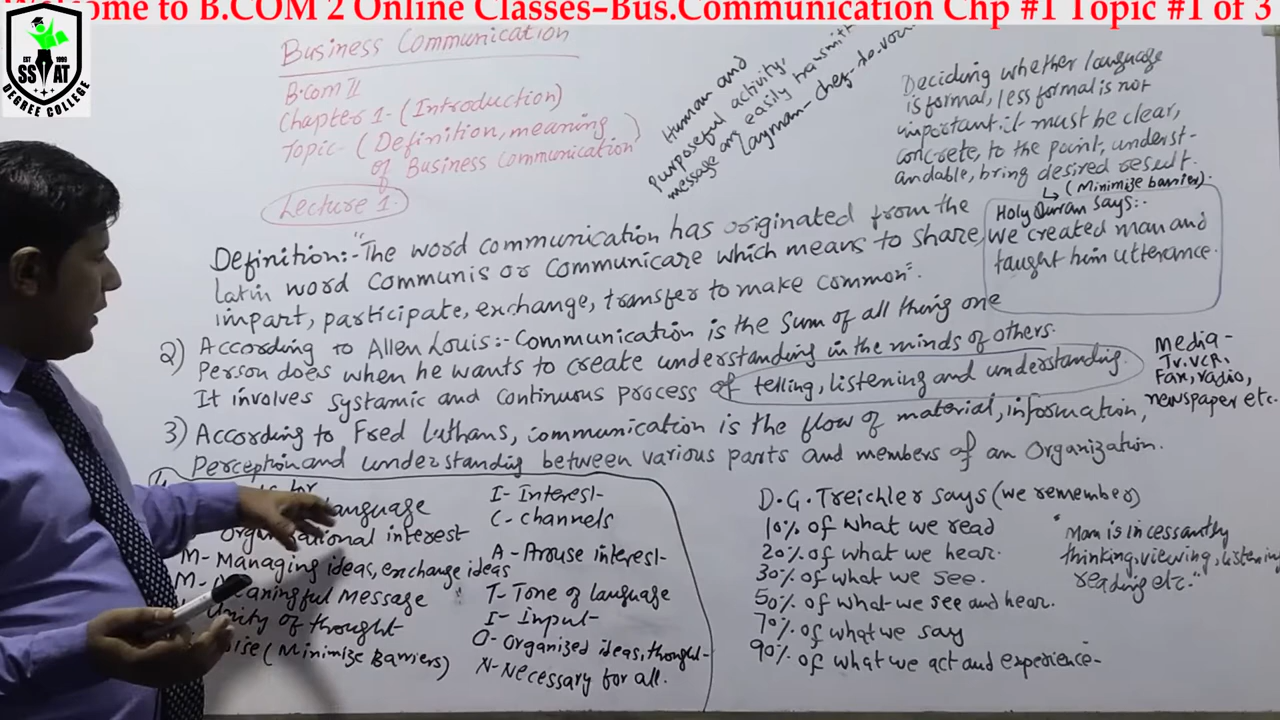 Welcome to B.COM 2 Online Classes–Bus.Communication Chp #1 Topic #1 of 3
EST 1999
SSAT
DEGREE COLLEGE
Business Communication
B.com II
Chapter 1-(Introduction)
Topic-(Definition, meaning
of Business Communication)
Lecture 1.
Human and
Purposeful activity,
message are easily transmitt
Layman-
Deciding whether language
is formal, less formal is not
important it must be clear,
concrete, to the point, underst-
andable, bring desired result.
(Minimize barrier).
Holy Quran says:-
We created man and
taught him utterance.
Definition:-"The word communication has originated from the
latin word communis or communicare which means to share,
impart, participate, exchange, transfer to make common".
2) According to Allen Louis:-Communication is the sum of all thing one
Person does when he wants to create understanding in the minds of others.
It involves systamic and continuous process of telling, listening and understanding.
Media-
T.v. VCR,
Fax, radio,
newspaper etc.
3) According to Fred Luthans, communication is the flow of material, information,
Perception and understanding between various parts and members of an Organization.
for
language
Organizational interest
M-Managing ideas, exchange ideas
M-Meaningful Message
Unity of thought
(Minimize Barriers)
I-Interest-
C-Channels
A-Arouse interest-
T-Tone of language
I-Input-
O-Organized ideas, thought-
N-Necessary for all.
D.G.Treichler says (we remember)
10% of what we read
20% of what we hear.
30% of what we see.
50% of what we see and hear.
70% of what we say
90% of what we act and experience-
"Man is incessantly
thinking, viewing, listening
reading etc."